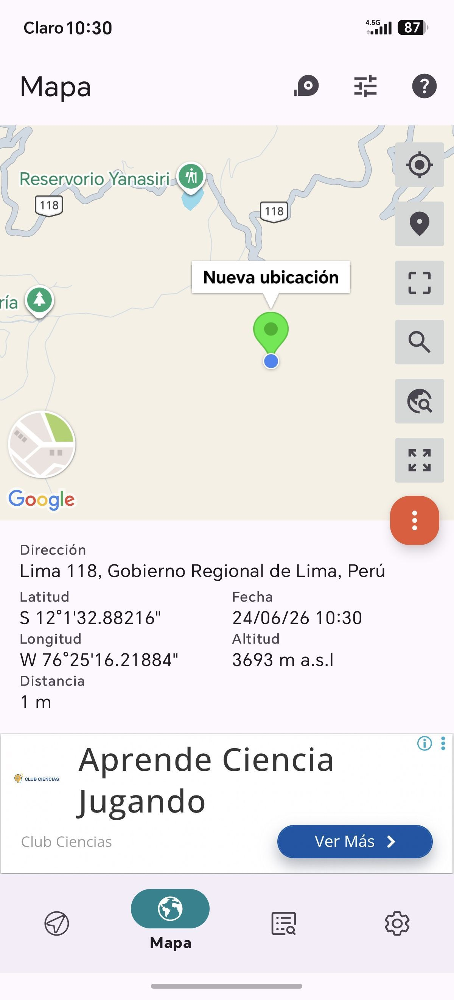 Claro 10:30
4.5G
87
Mapa
Reservorio Yanasiri
118
118
Nueva ubicación
ría
Google
Dirección
Lima 118, Gobierno Regional de Lima, Perú
Latitud
S 12°1'32.88216"
Fecha
24/06/26 10:30
Longitud
W 76°25'16.21884"
Altitud
3693 m a.s.l
Distancia
1 m
Aprende Ciencia
Jugando
CLUB CIENCIAS
Club Ciencias
Ver Más
Mapa